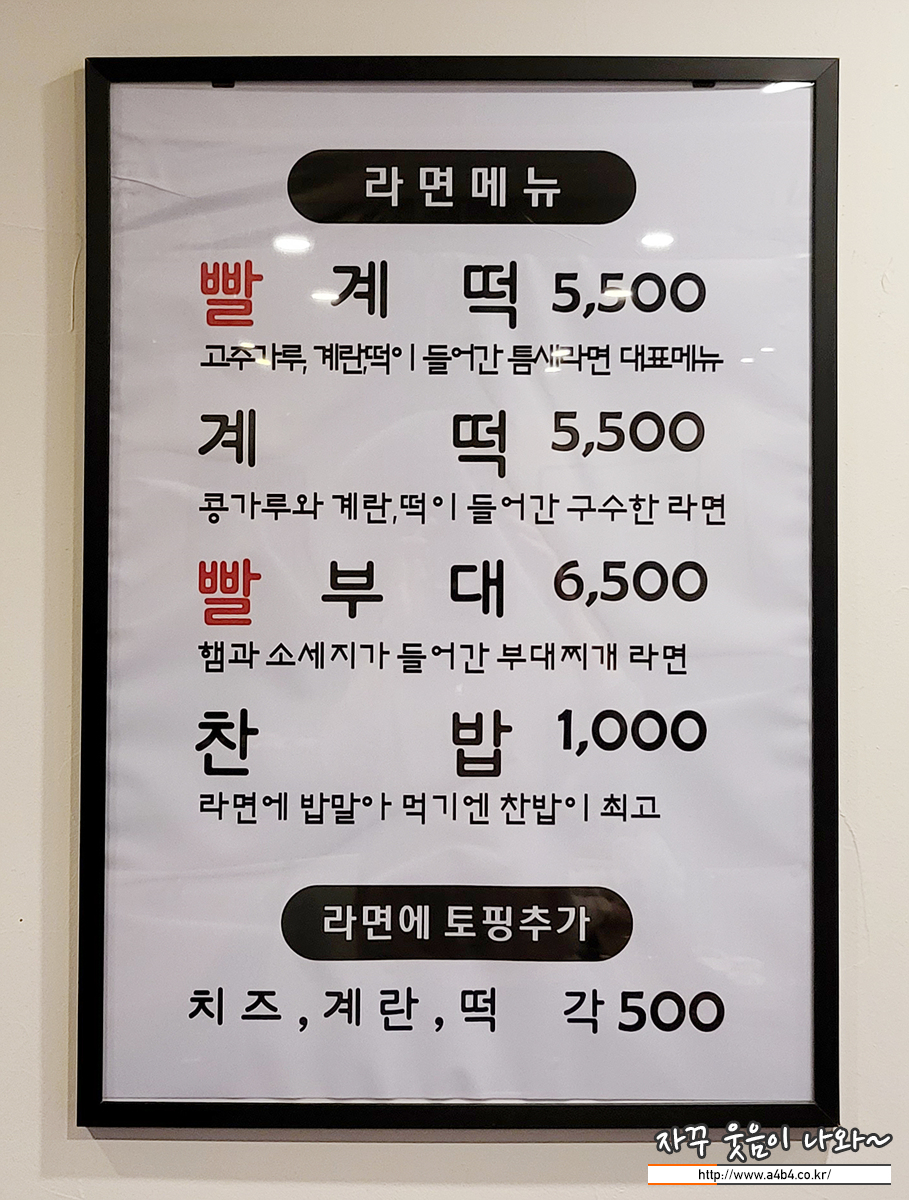 라면메뉴
빨 계 떡 5,500
고추가루, 계란,떡이 들어간 틈새라면 대표메뉴
계 떡 5,500
콩가루와 계란,떡이 들어간 구수한 라면
빨 부 대 6,500
햄과 소세지가 들어간 부대찌개 라면
찬 밥 1,000
라면에 밥말아 먹기엔 찬밥이 최고
라면에 토핑추가
치즈,계란,떡 각 500
자꾸 웃음이 나와~
http://www.a4b4.co.kr/